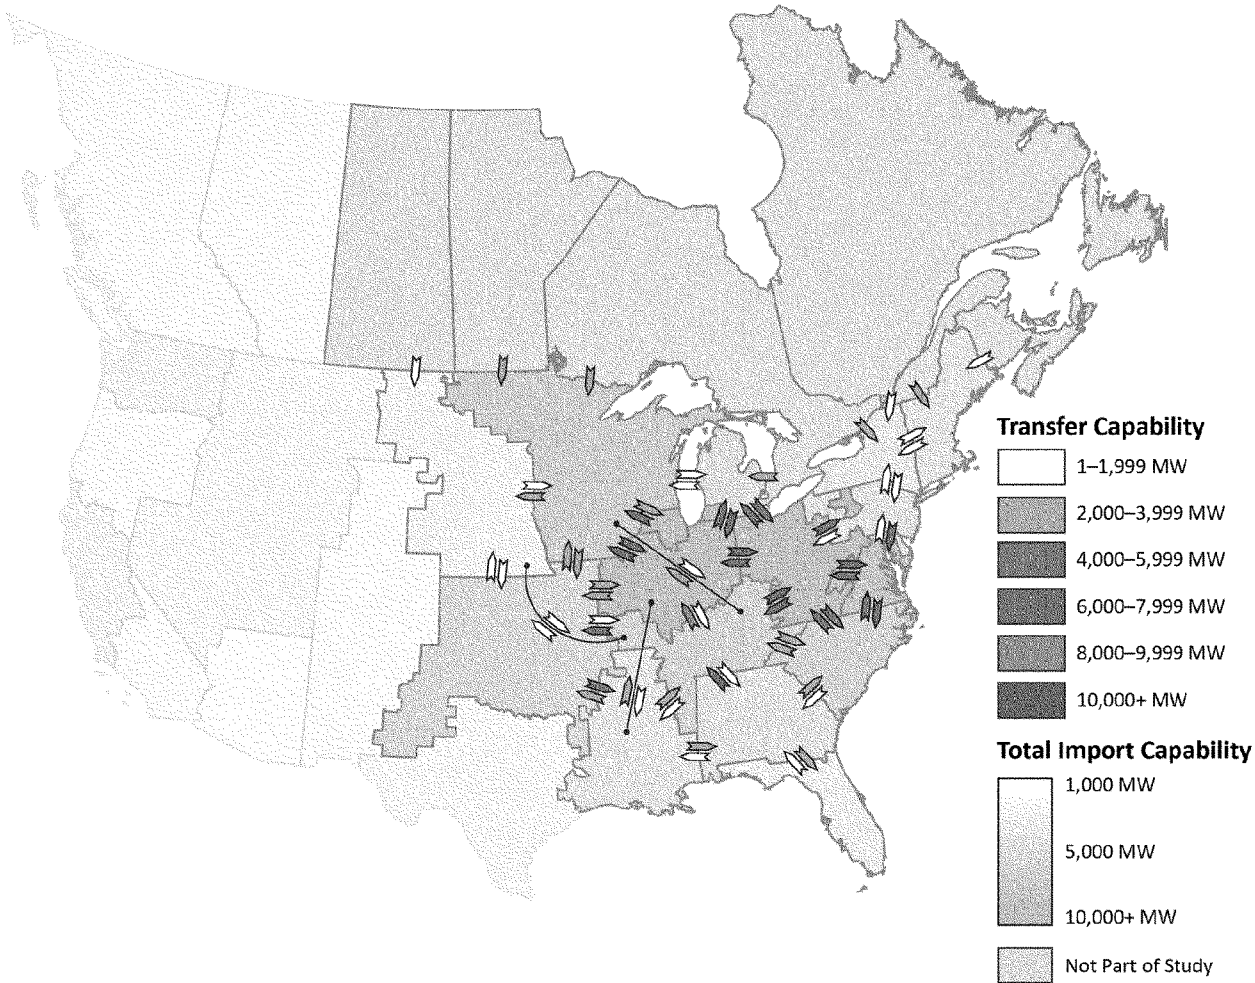 Transfer Capability
1–1,999 MW
2,000–3,999 MW
4,000–5,999 MW
6,000–7,999 MW
8,000–9,999 MW
10,000+ MW
Total Import Capability
1,000 MW
5,000 MW
10,000+ MW
Not Part of Study